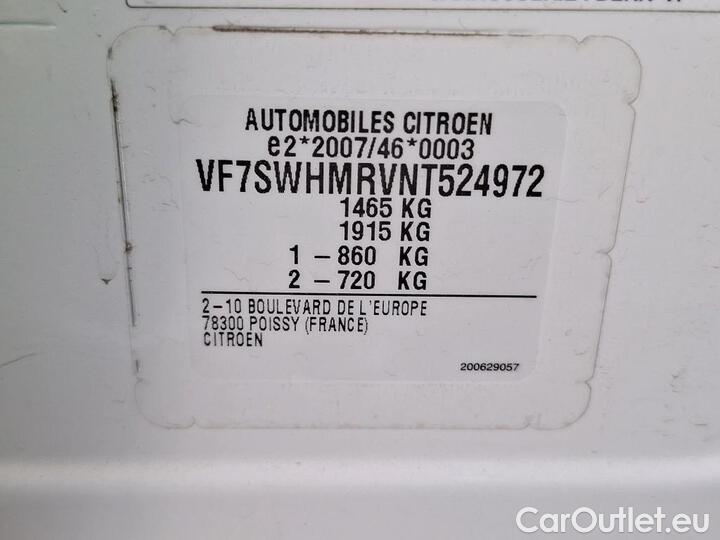 AUTOMOBILES CITROEN
e2*2007/46*0003
VF7SWHMRVNT524972
1465 KG
1915 KG
1 – 860 KG
2 – 720 KG
2–10 BOULEVARD DE L'EUROPE
78300 POISSY (FRANCE)
CITROEN
200629057
CarOutlet.eu